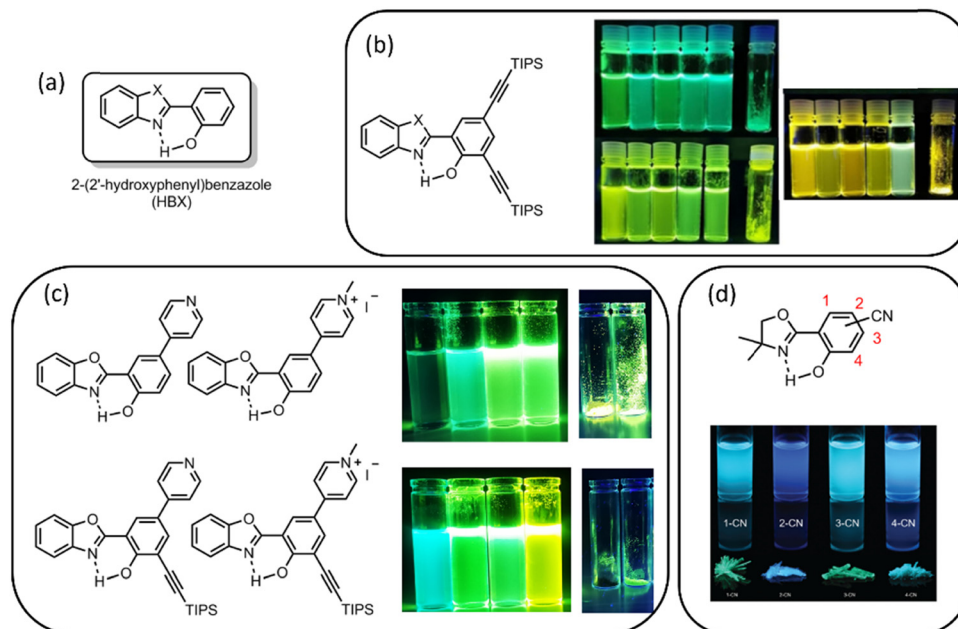 (a)
X
N
H
O
2-(2'-hydroxyphenyl)benzazole
(HBX)
(b)
TIPS
X
N
H
O
TIPS
(c)
N
O
N
H
O
N
+
I
−
O
N
H
O
N
O
N
H
O
TIPS
N
+
I
−
O
N
H
O
TIPS
(d)
O
N
H
O
1
2
CN
3
4
1-CN
2-CN
3-CN
4-CN
1-CN
2-CN
3-CN
4-CN